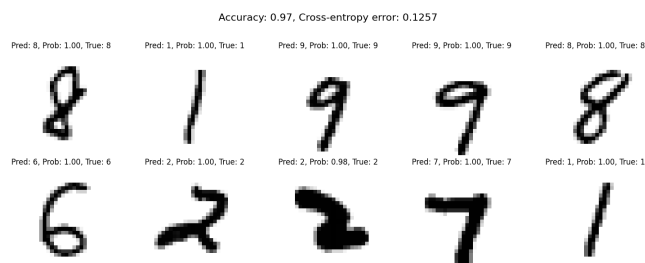 Accuracy: 0.97, Cross-entropy error: 0.1257
Pred: 8, Prob: 1.00, True: 8
Pred: 1, Prob: 1.00, True: 1
Pred: 9, Prob: 1.00, True: 9
Pred: 9, Prob: 1.00, True: 9
Pred: 8, Prob: 1.00, True: 8
8 1 9 9 8
Pred: 6, Prob: 1.00, True: 6
Pred: 2, Prob: 1.00, True: 2
Pred: 2, Prob: 0.98, True: 2
Pred: 7, Prob: 1.00, True: 7
Pred: 1, Prob: 1.00, True: 1
6 2 2 7 1